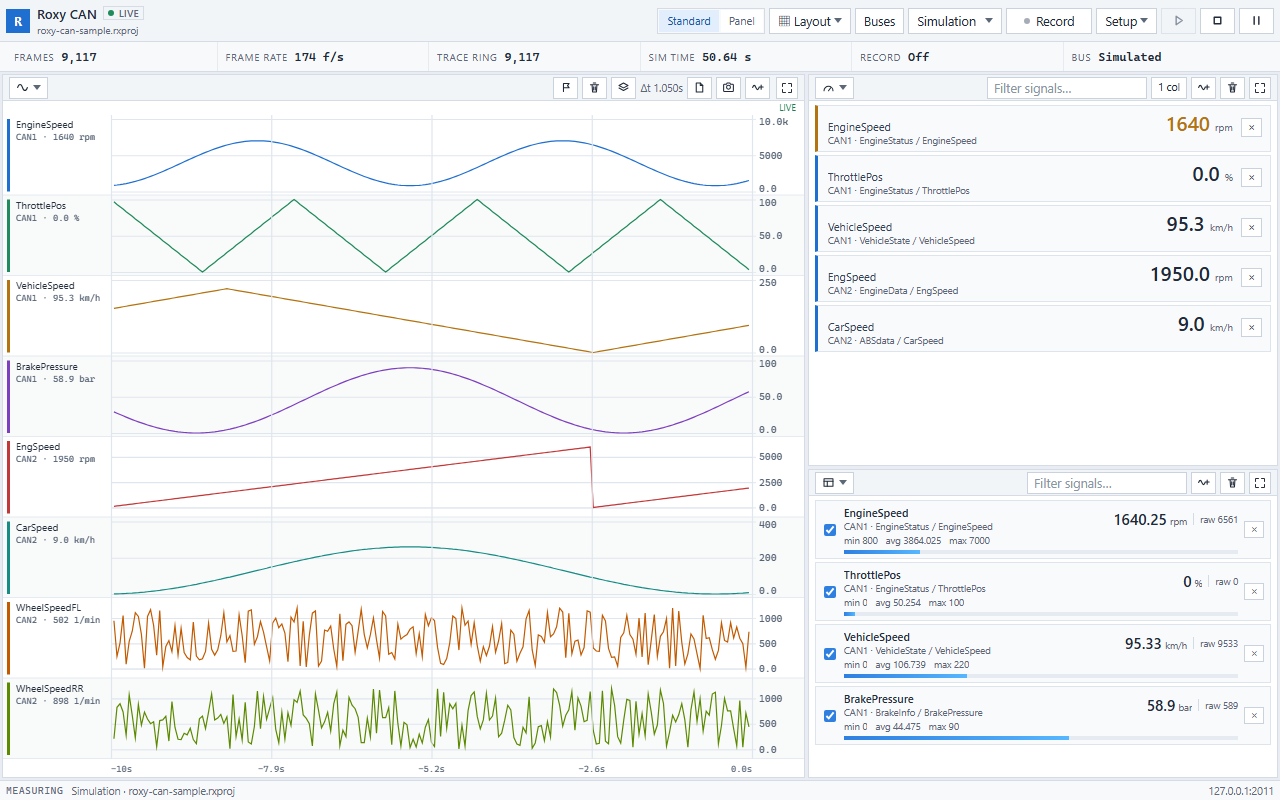 R Roxy CAN LIVE
roxy-can-sample.rxproj
Standard Panel Layout Buses Simulation Record Setup
FRAMES 9,117 FRAME RATE 174 f/s TRACE RING 9,117 SIM TIME 50.64 s RECORD Off BUS Simulated
Δt 1.050s
LIVE
EngineSpeed
CAN1 · 1640 rpm
10.0k
5000
0.0
ThrottlePos
CAN1 · 0.0 %
100
50.0
0.0
VehicleSpeed
CAN1 · 95.3 km/h
250
0.0
BrakePressure
CAN1 · 58.9 bar
100
50.0
0.0
EngSpeed
CAN2 · 1950 rpm
5000
2500
0.0
CarSpeed
CAN2 · 9.0 km/h
400
200
0.0
WheelSpeedFL
CAN2 · 502 1/min
1000
500
0.0
WheelSpeedRR
CAN2 · 898 1/min
1000
500
0.0
-10s -7.9s -5.2s -2.6s 0.0s
Filter signals... 1 col
EngineSpeed 1640 rpm ×
CAN1 · EngineStatus / EngineSpeed
ThrottlePos 0.0 % ×
CAN1 · EngineStatus / ThrottlePos
VehicleSpeed 95.3 km/h ×
CAN1 · VehicleState / VehicleSpeed
EngSpeed 1950.0 rpm ×
CAN2 · EngineData / EngSpeed
CarSpeed 9.0 km/h ×
CAN2 · ABSdata / CarSpeed
Filter signals...
EngineSpeed 1640.25 rpm raw 6561 ×
CAN1 · EngineStatus / EngineSpeed
min 800 avg 3864.025 max 7000
ThrottlePos 0 % raw 0 ×
CAN1 · EngineStatus / ThrottlePos
min 0 avg 50.254 max 100
VehicleSpeed 95.33 km/h raw 9533 ×
CAN1 · VehicleState / VehicleSpeed
min 0 avg 106.739 max 220
BrakePressure 58.9 bar raw 589 ×
CAN1 · BrakeInfo / BrakePressure
min 0 avg 44.475 max 90
MEASURING Simulation · roxy-can-sample.rxproj 127.0.0.1:2011